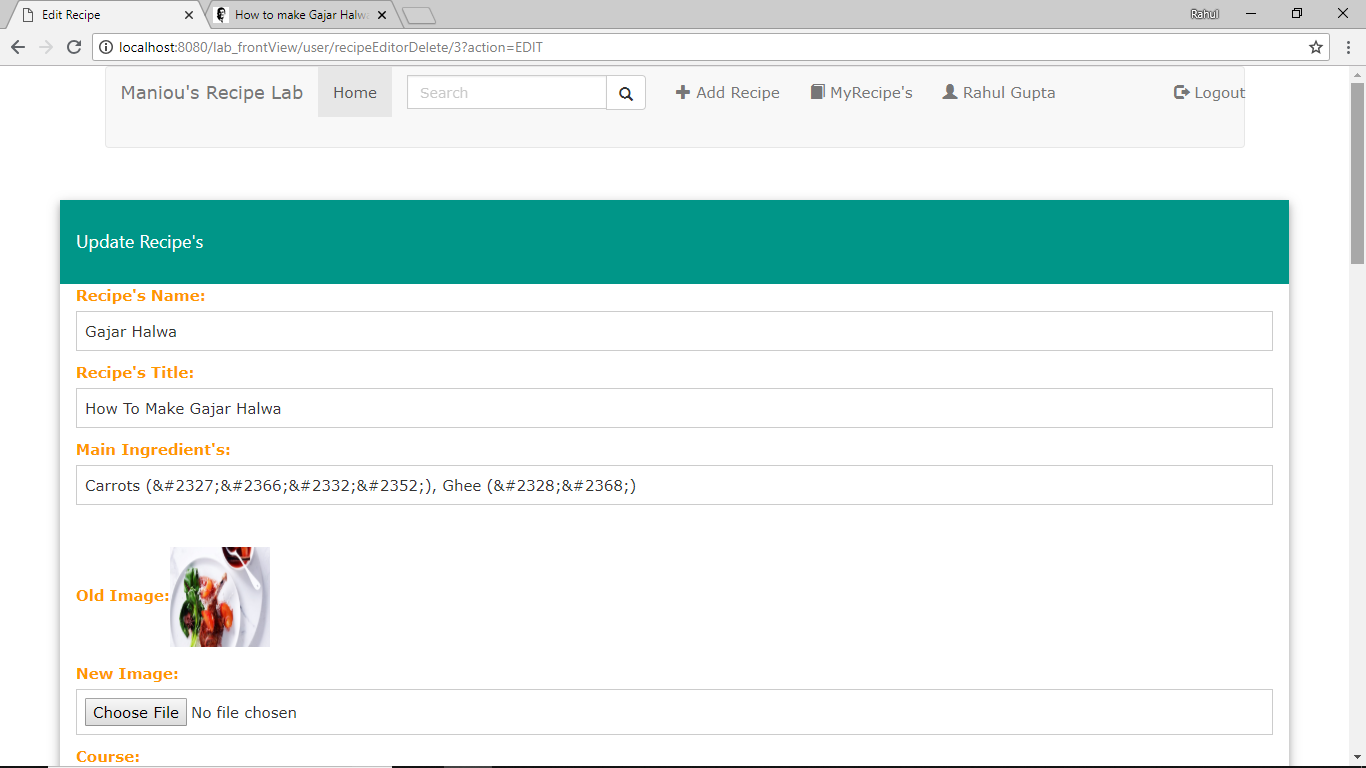 Edit Recipe How to make Gajar Halwa Rahul
localhost:8080/lab_frontView/user/recipeEditorDelete/3?action=EDIT
Maniou's Recipe Lab Home Search Add Recipe MyRecipe's Rahul Gupta Logout
Update Recipe's
Recipe's Name:
Gajar Halwa
Recipe's Title:
How To Make Gajar Halwa
Main Ingredient's:
Carrots (&#2327;&#2366;&#2332;&#2352;), Ghee (&#2328;&#2368;)
Old Image:
New Image:
Choose File No file chosen
Course: